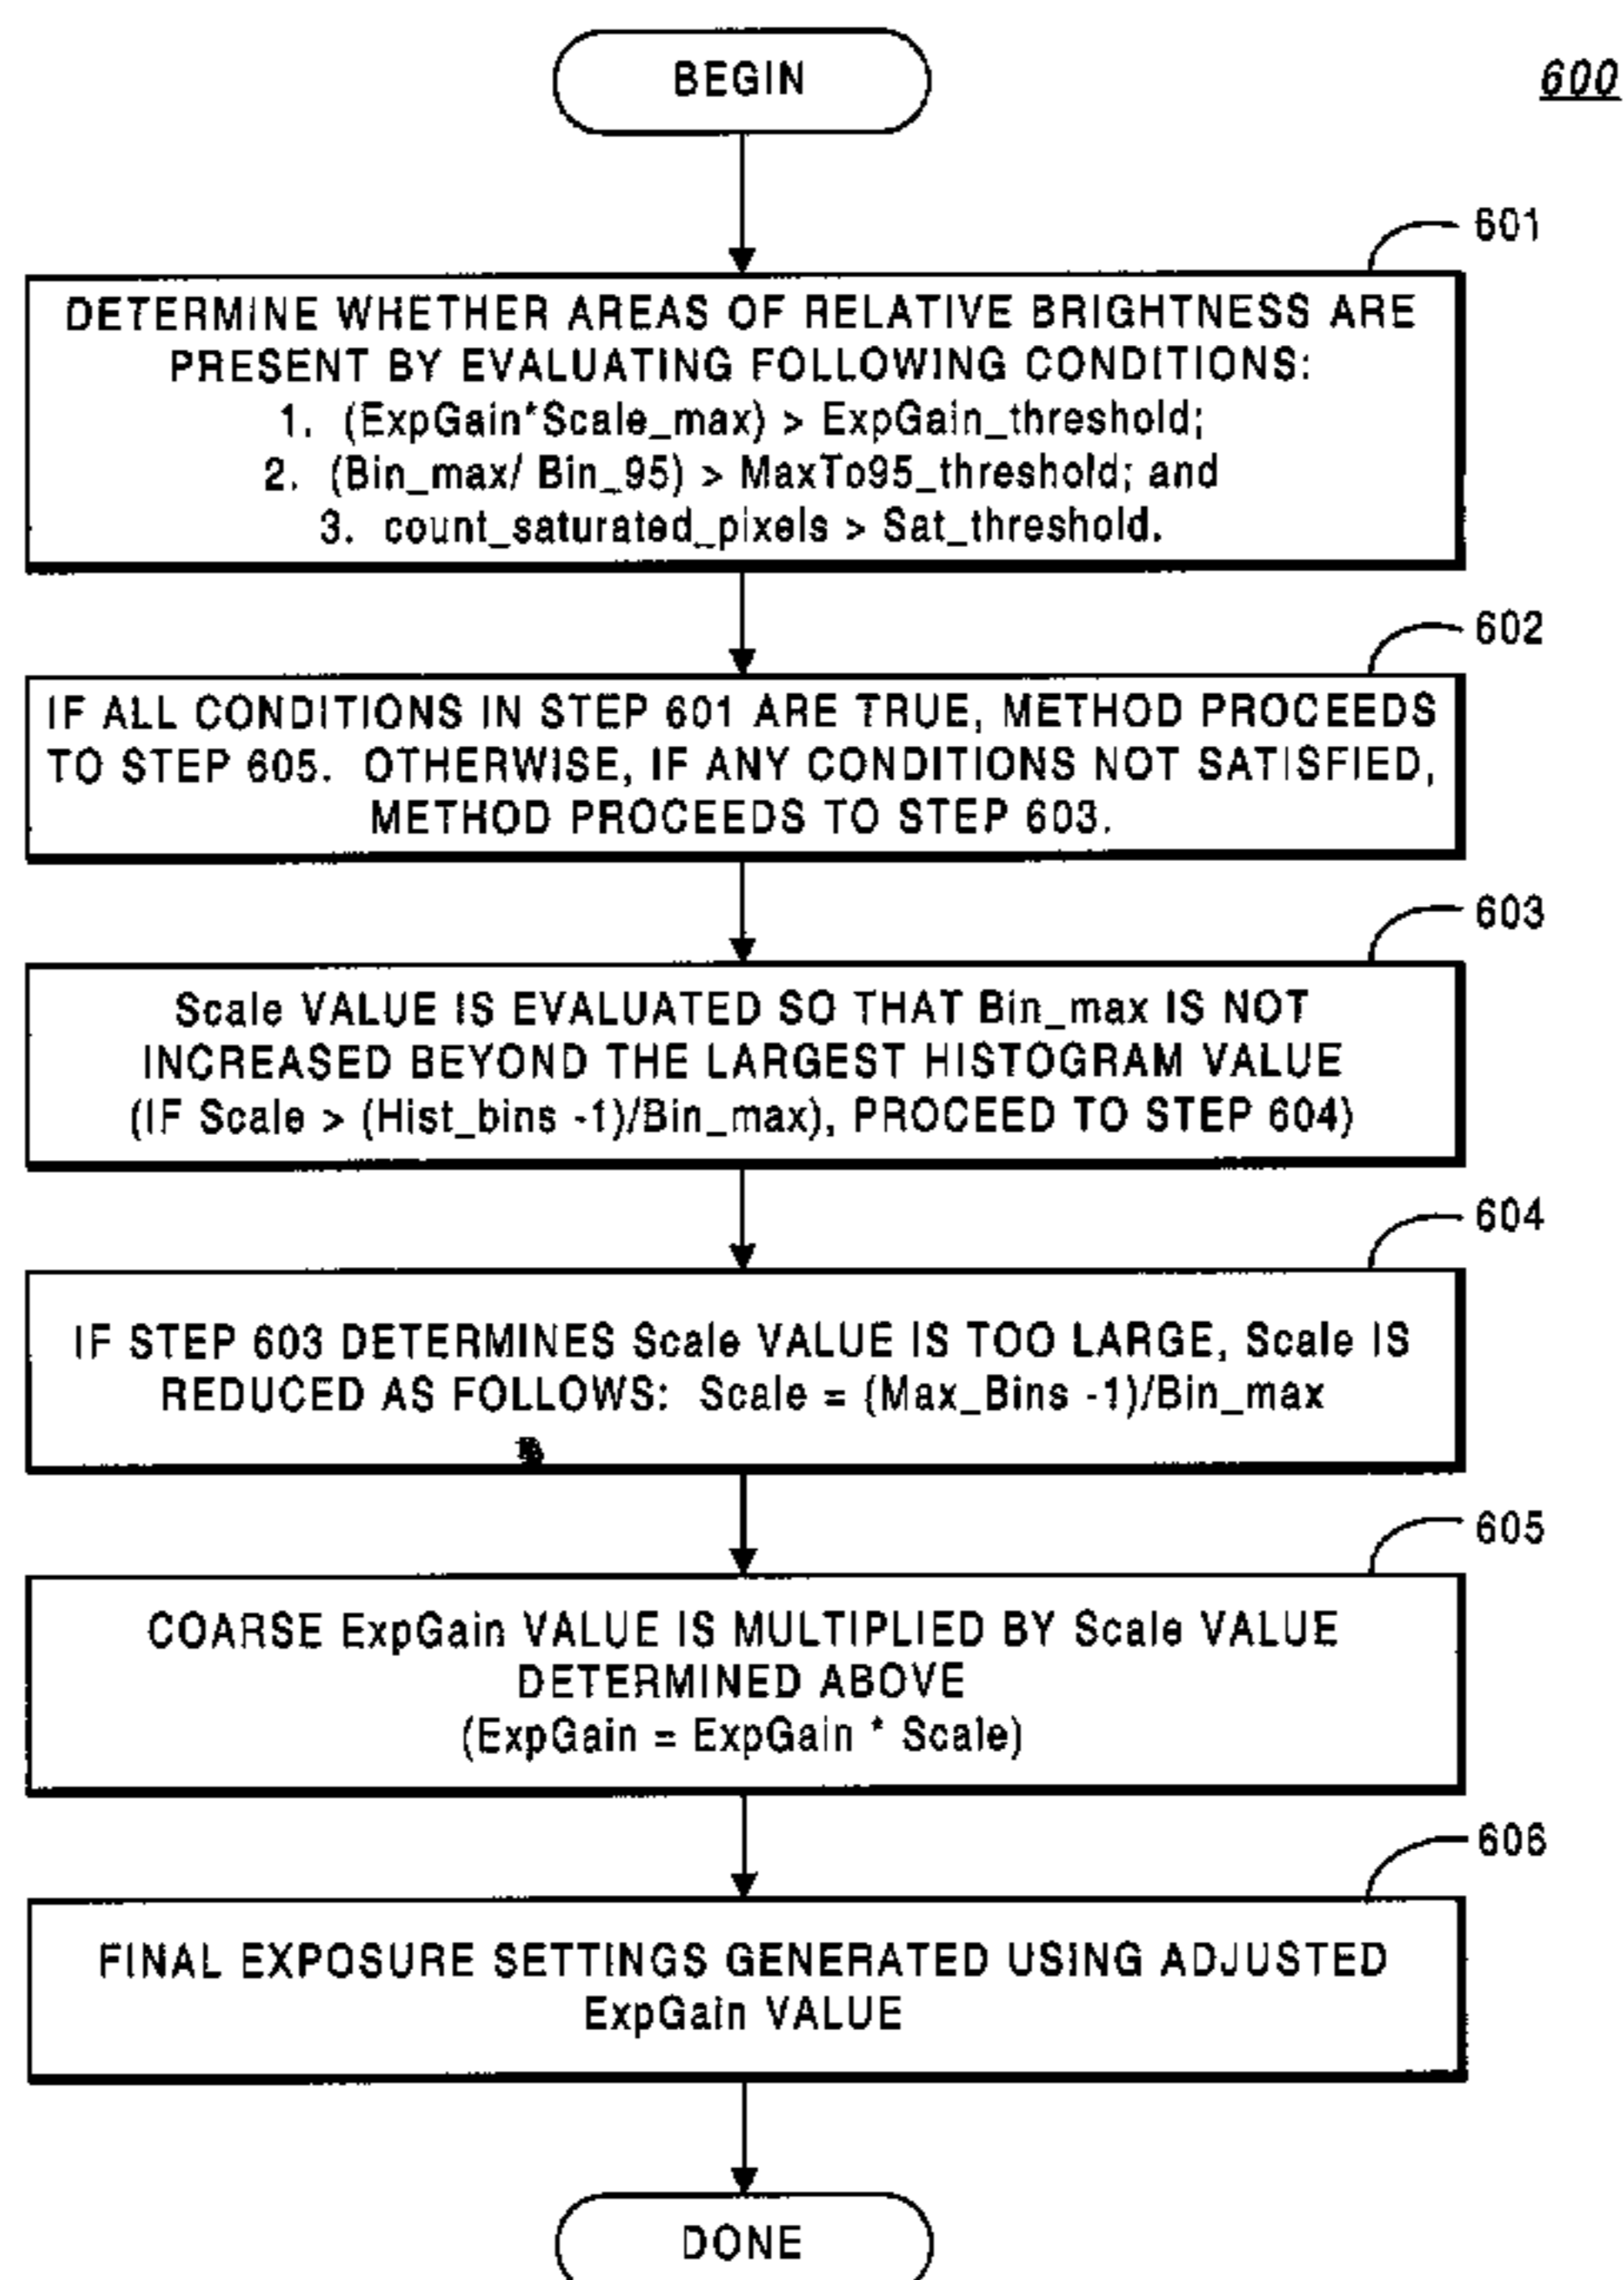 BEGIN
600
601
DETERMINE WHETHER AREAS OF RELATIVE BRIGHTNESS ARE
PRESENT BY EVALUATING FOLLOWING CONDITIONS:
1. (ExpGain*Scale_max) > ExpGain_threshold;
2. (Bin_max/ Bin_95) > MaxTo95_threshold; and
3. count_saturated_pixels > Sat_threshold.
602
IF ALL CONDITIONS IN STEP 601 ARE TRUE, METHOD PROCEEDS
TO STEP 605. OTHERWISE, IF ANY CONDITIONS NOT SATISFIED,
METHOD PROCEEDS TO STEP 603.
603
Scale VALUE IS EVALUATED SO THAT Bin_max IS NOT
INCREASED BEYOND THE LARGEST HISTOGRAM VALUE
(IF Scale > (Hist_bins -1)/Bin_max), PROCEED TO STEP 604)
604
IF STEP 603 DETERMINES Scale VALUE IS TOO LARGE, Scale IS
REDUCED AS FOLLOWS: Scale = (Max_Bins -1)/Bin_max
605
COARSE ExpGain VALUE IS MULTIPLIED BY Scale VALUE
DETERMINED ABOVE
(ExpGain = ExpGain * Scale)
606
FINAL EXPOSURE SETTINGS GENERATED USING ADJUSTED
ExpGain VALUE
DONE